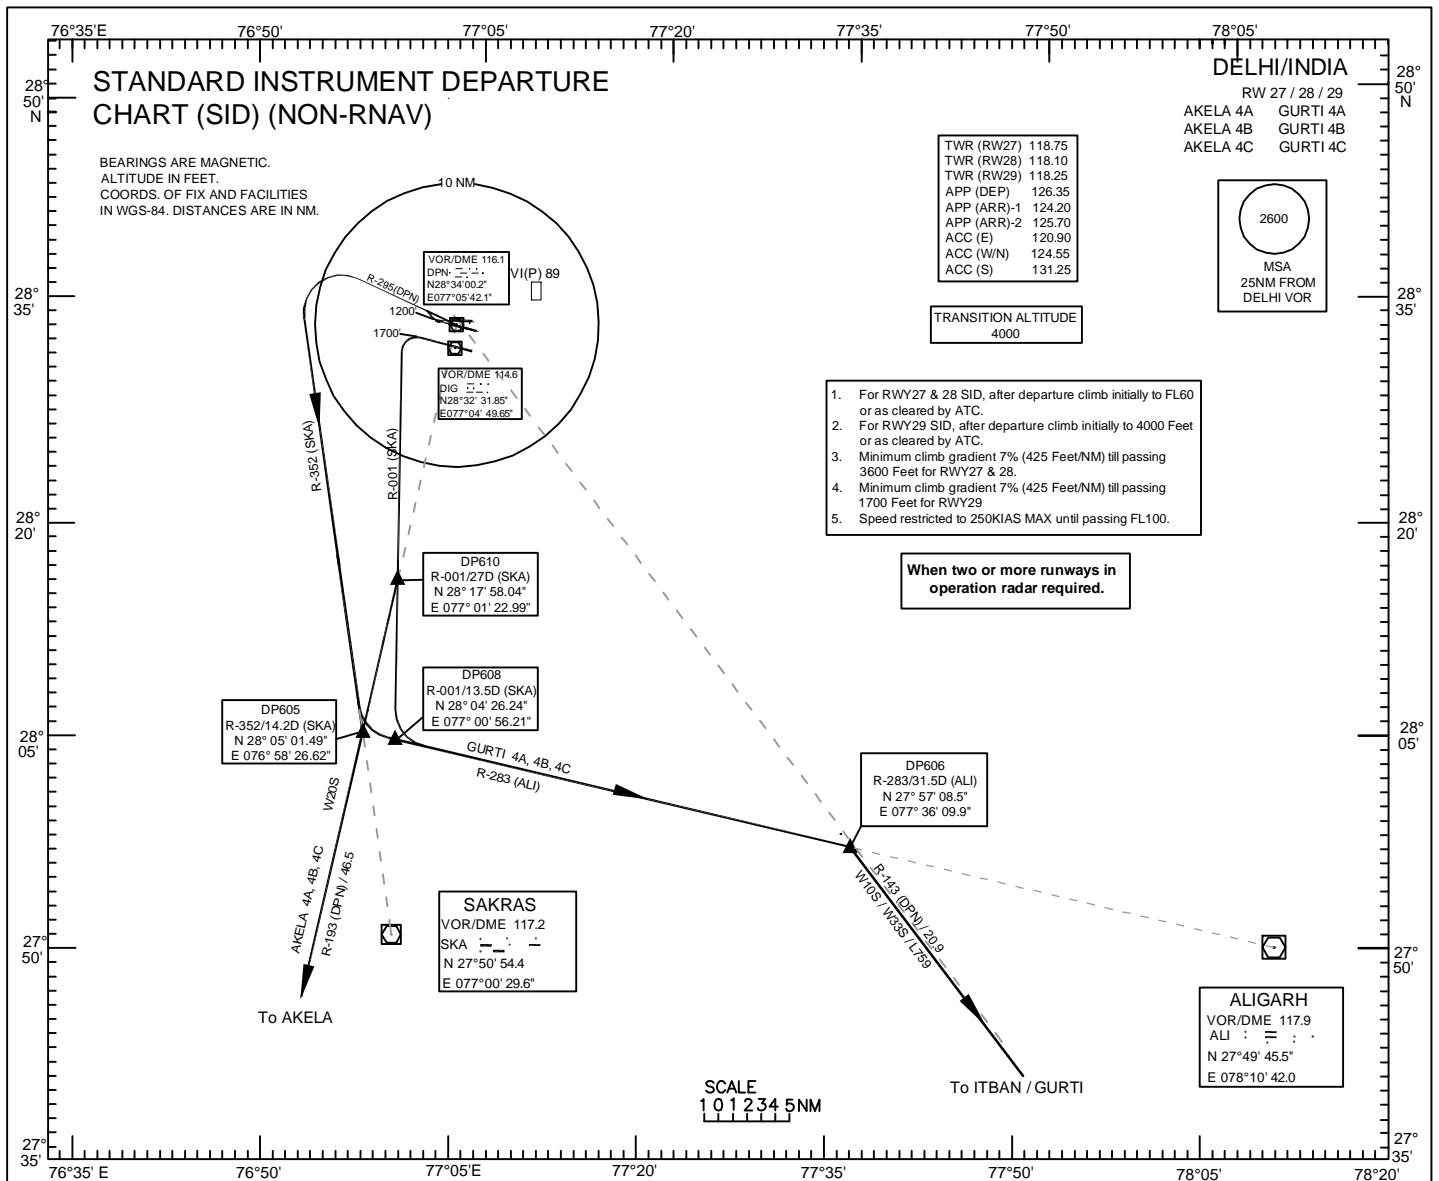 76°35'E 76°50' 77°05' 77°20' 77°35' 77°50' 78°05'
28°
50'
N
STANDARD INSTRUMENT DEPARTURE
CHART (SID) (NON-RNAV)
BEARINGS ARE MAGNETIC.
ALTITUDE IN FEET.
COORDS. OF FIX AND FACILITIES
IN WGS-84. DISTANCES ARE IN NM.
DELHI/INDIA
RW 27 / 28 / 29
AKELA 4A GURTI 4A
AKELA 4B GURTI 4B
AKELA 4C GURTI 4C
28°
50'
N
TWR (RW27) 118.75
TWR (RW28) 118.10
TWR (RW29) 118.25
APP (DEP) 126.35
APP (ARR)-1 124.20
APP (ARR)-2 125.70
ACC (E) 120.90
ACC (W/N) 124.55
ACC (S) 131.25
2600
MSA
25NM FROM
DELHI VOR
10 NM
VOR/DME 116.1
DPN
N28°34'00.2"
E077°05'42.1"
VI(P) 89
R-295(DPN)
1200'
1700'
28°
35'
28°
35'
TRANSITION ALTITUDE
4000
VOR/DME 114.6
DIG
N28°32' 31.85"
E077°04' 49.65"
1. For RWY27 & 28 SID, after departure climb initially to FL60
or as cleared by ATC.
2. For RWY29 SID, after departure climb initially to 4000 Feet
or as cleared by ATC.
3. Minimum climb gradient 7% (425 Feet/NM) till passing
3600 Feet for RWY27 & 28.
4. Minimum climb gradient 7% (425 Feet/NM) till passing
1700 Feet for RWY29
5. Speed restricted to 250KIAS MAX until passing FL100.
R-352 (SKA)
R-001 (SKA)
28°
20'
28°
20'
When two or more runways in
operation radar required.
DP610
R-001/27D (SKA)
N 28° 17' 58.04"
E 077° 01' 22.99"
DP608
R-001/13.5D (SKA)
N 28° 04' 26.24"
E 077° 00' 56.21"
DP605
R-352/14.2D (SKA)
N 28° 05' 01.49"
E 076° 58' 26.62"
28°
05'
28°
05'
GURTI 4A, 4B, 4C
R-283 (ALI)
DP606
R-283/31.5D (ALI)
N 27° 57' 08.5"
E 077° 36' 09.9"
W20S
AKELA 4A, 4B, 4C
R-193 (DPN) / 46.5
R-143 (DPN) / 20.9
W10S / W33S / L759
SAKRAS
VOR/DME 117.2
SKA
N 27°50' 54.4
E 077°00' 29.6"
27°
50'
27°
50'
To AKELA
ALIGARH
VOR/DME 117.9
ALI
N 27°49' 45.5"
E 078°10' 42.0
To ITBAN / GURTI
SCALE
1 0 1 2 3 4 5 NM
27°
35'
27°
35'
76°35' E 76°50' 77°05'E 77°20' 77°35' 77°50' 78°05' 78°20'